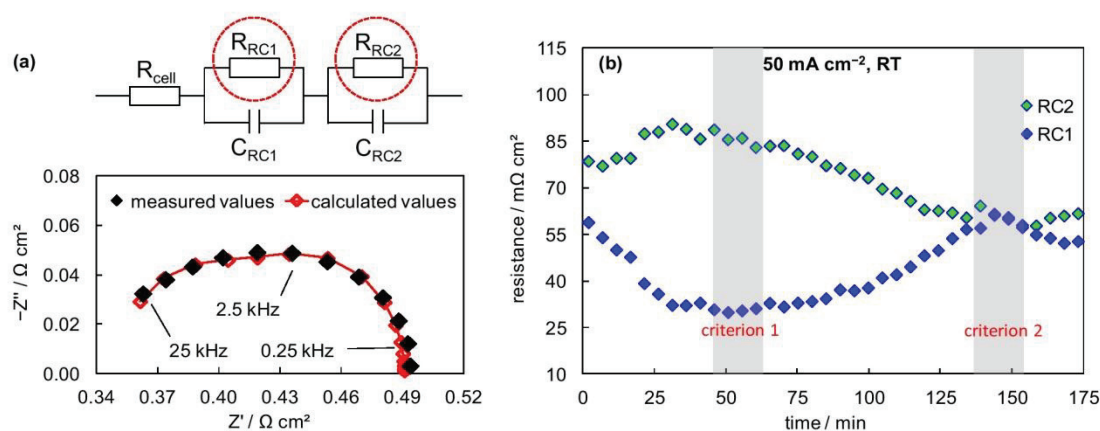 (a)
R_RC1
R_RC2
R_cell
C_RC1
C_RC2
0.08
measured values
calculated values
0.06
0.04
0.02
0.00
−Z'' / Ω cm²
2.5 kHz
25 kHz
0.25 kHz
0.34 0.37 0.40 0.43 0.46 0.49 0.52
Z' / Ω cm²
(b)
50 mA cm⁻², RT
RC2
RC1
115
100
85
70
55
40
25
10
resistance / mΩ cm²
criterion 1
criterion 2
0 25 50 75 100 125 150 175
time / min